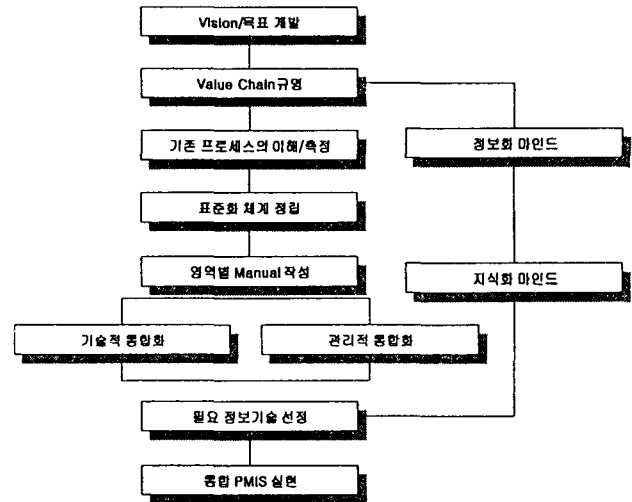 Vision/목표 개발
Value Chain규명
기존 프로세스의 이해/측정
정보화 마인드
표준화 체계 정립
영역별 Manual 작성
지식화 마인드
기술적 통합화
관리적 통합화
필요 정보기술 선정
통합 PMIS 실현